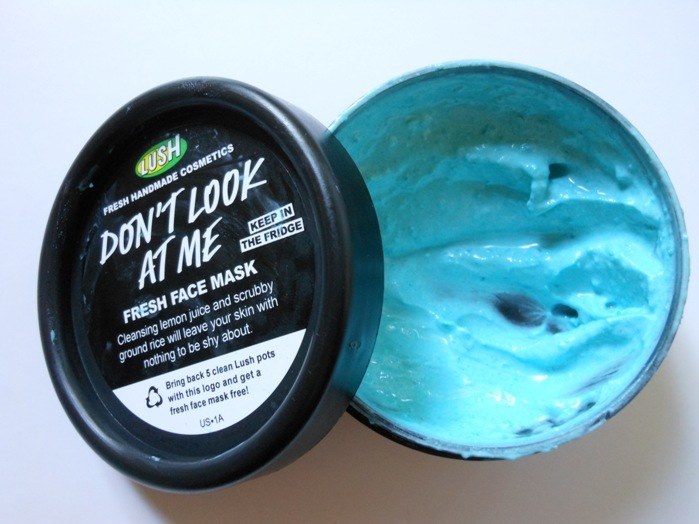 LUSH
FRESH HANDMADE COSMETICS
DON'T LOOK
AT ME
KEEP IN
THE FRIDGE
FRESH FACE MASK
Cleansing lemon juice and scrubby
ground rice will leave your skin with
nothing to be shy about.
Bring back 5 clean Lush pots
with this logo and get a
fresh face mask free!
US•1A